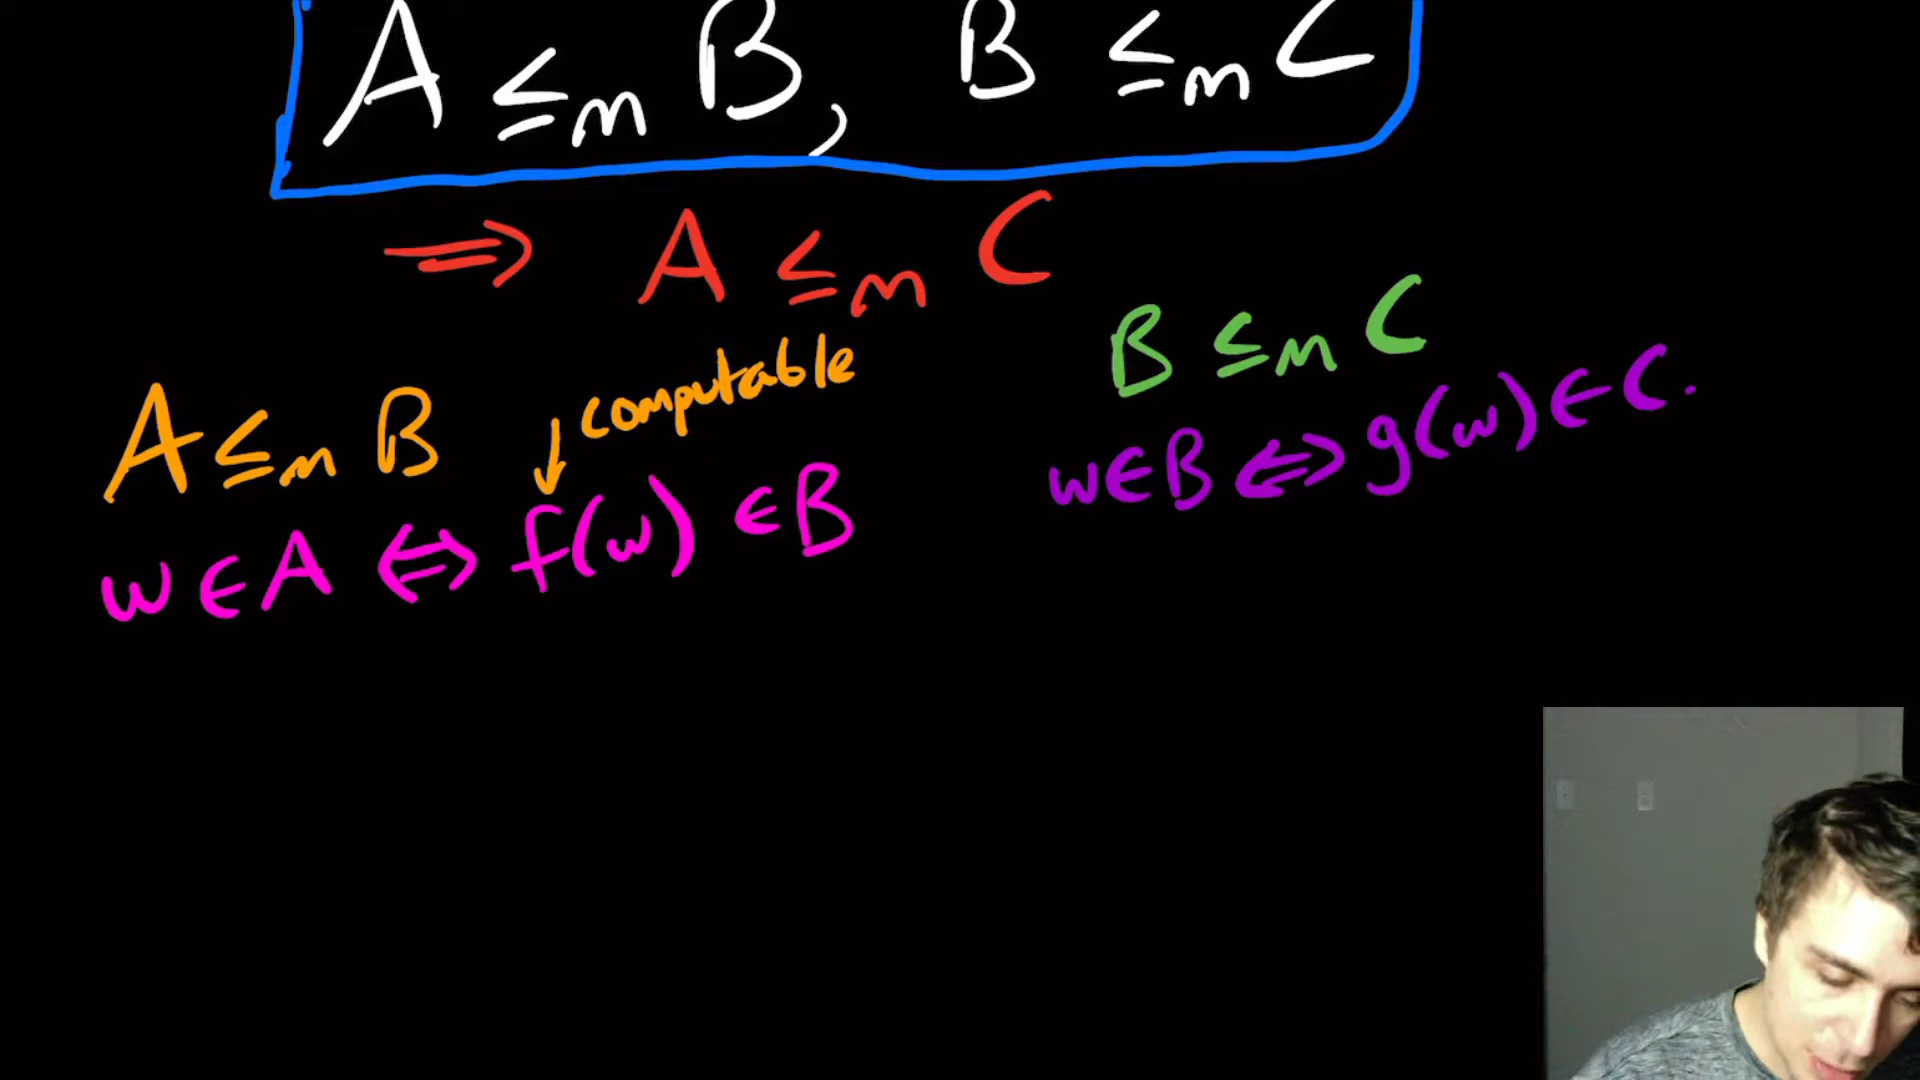 A ≤ₘ B, B ≤ₘ C
⇒ A ≤ₘ C
A ≤ₘ B
computable
↓
w ∈ A ⇔ f(w) ∈ B
B ≤ₘ C
w ∈ B ⇔ g(w) ∈ C.